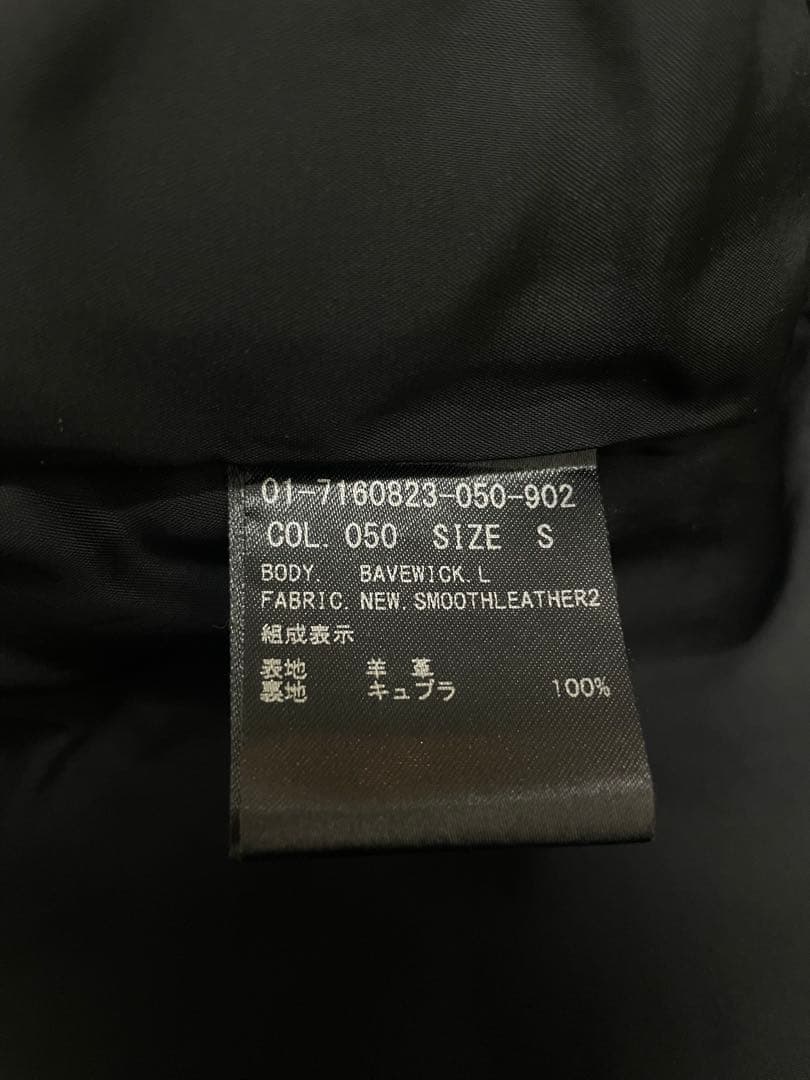 01-7160823-050-902
COL. 050 SIZE S
BODY. BAVEWICK.L
FABRIC.NEW.SMOOTHLEATHER2
組成表示
表地 羊革
裏地 キュプラ 100%